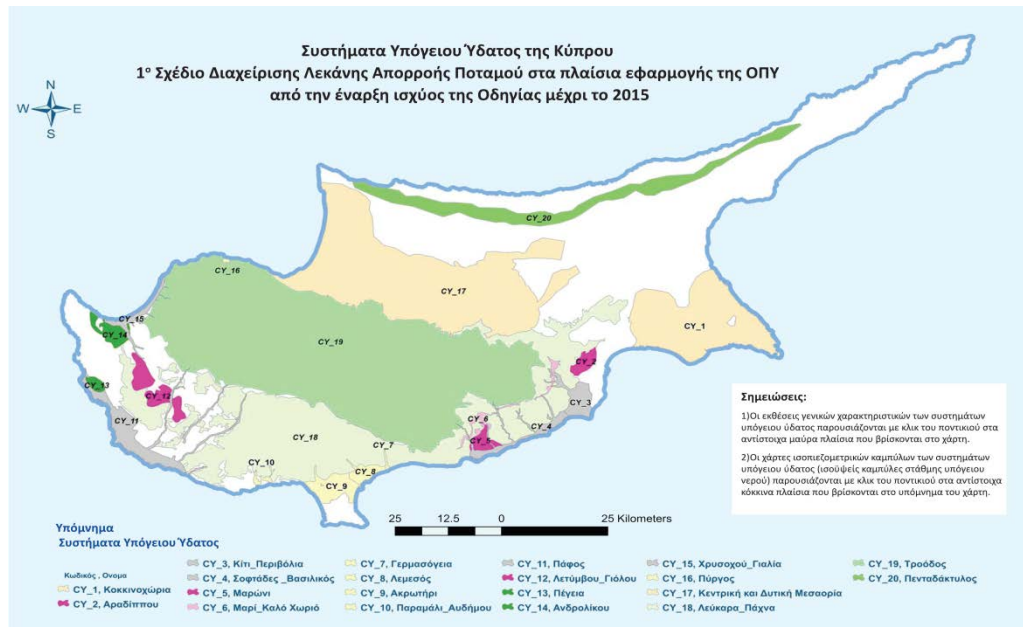 Συστήματα Υπόγειου Ύδατος της Κύπρου
1ο Σχέδιο Διαχείρισης Λεκάνης Απορροής Ποταμού στα πλαίσια εφαρμογής της ΟΠΥ
από την έναρξη ισχύος της Οδηγίας μέχρι το 2015
N
W E
S
CY_20
CY_16
CY_17
CY_1
CY_15
CY_14
CY_19
CY_2
CY_13
CY_12
CY_3
CY_11
CY_6
CY_4
CY_5
CY_18
CY_7
CY_10
CY_8
CY_9
Σημειώσεις:
1)Οι εκθέσεις γενικών χαρακτηριστικών των συστημάτων
υπόγειου ύδατος παρουσιάζονται με κλικ του ποντικιού στα
αντίστοιχα μαύρα πλαίσια που βρίσκονται στο χάρτη.
2)Οι χάρτες ισοπιεζομετρικών καμπύλων των συστημάτων
υπόγειου ύδατος (ισοϋψείς καμπύλες στάθμης υπόγειου
νερού) παρουσιάζονται με κλικ του ποντικιού στα αντίστοιχα
κόκκινα πλαίσια που βρίσκονται στο υπόμνημα του χάρτη.
25 12.5 0 25 Kilometers
Υπόμνημα
Συστήματα Υπόγειου Ύδατος
Κωδικός , Ονομα
CY_1, Κοκκινοχώρια
CY_2, Αραδίππου
CY_3, Κίτι_Περιβόλια
CY_4, Σοφτάδες _Βασιλικός
CY_5, Μαρώνι
CY_6, Μαρί_Καλό Χωριό
CY_7, Γερμασόγεια
CY_8, Λεμεσός
CY_9, Ακρωτήρι
CY_10, Παραμάλι_Αυδήμου
CY_11, Πάφος
CY_12, Λετύμβου_Γιόλου
CY_13, Πέγεια
CY_14, Ανδρολίκου
CY_15, Χρυσοχού_Γιαλία
CY_16, Πύργος
CY_17, Κεντρική και Δυτική Μεσαορία
CY_18, Λεύκαρα_Πάχνα
CY_19, Τροόδος
CY_20, Πενταδάκτυλος